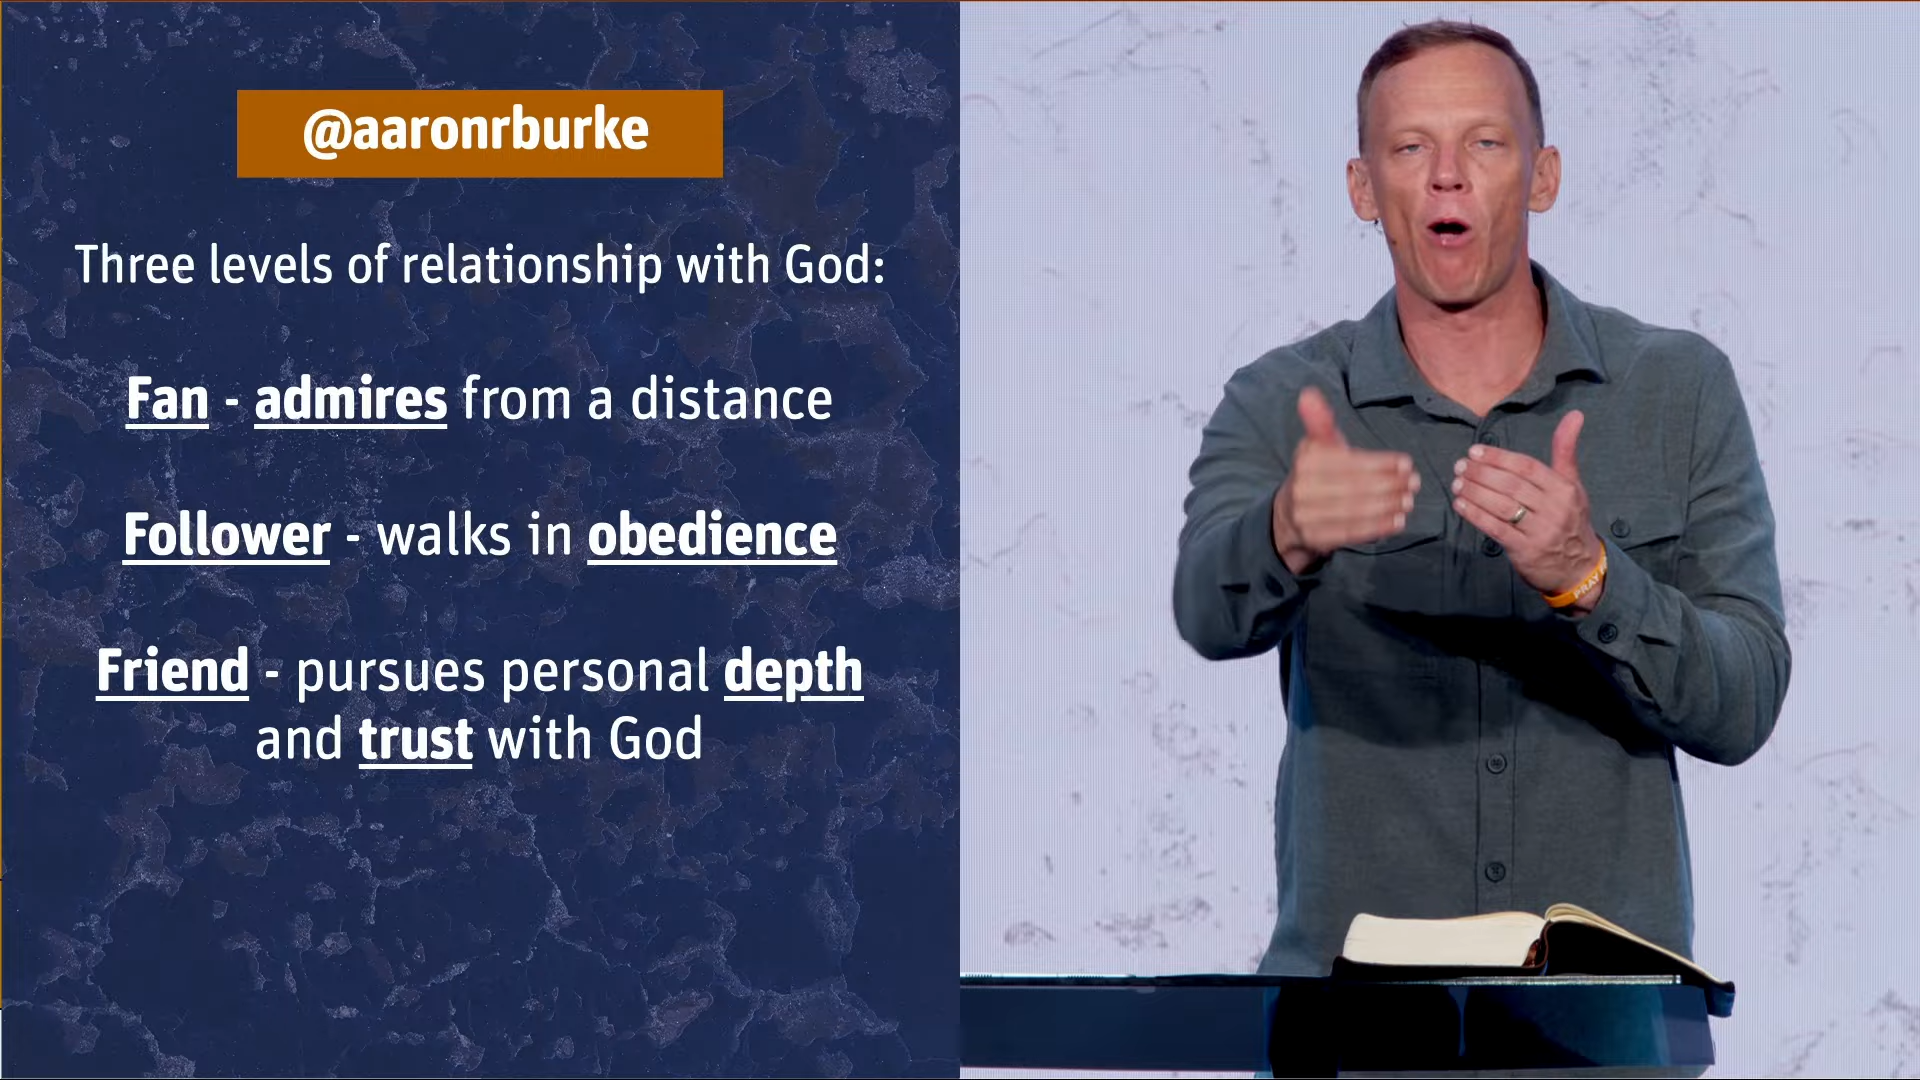 @aaronrburke
Three levels of relationship with God:
Fan - admires from a distance
Follower - walks in obedience
Friend - pursues personal depth
and trust with God
PRAY